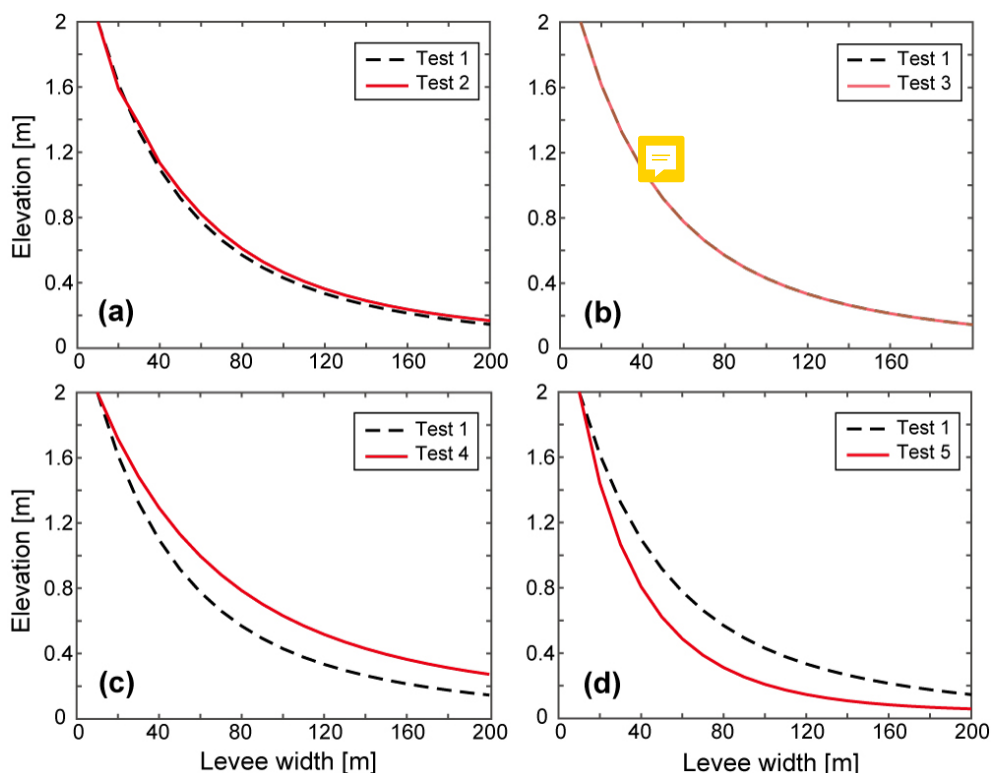 2
1.6
1.2
0.8
0.4
0
Elevation [m]
Test 1
Test 2
(a)
0 40 80 120 160 200
2
1.6
1.2
0.8
0.4
0
Test 1
Test 3
(b)
0 40 80 120 160
2
1.6
1.2
0.8
0.4
0
Elevation [m]
Test 1
Test 4
(c)
0 40 80 120 160 200
Levee width [m]
2
1.6
1.2
0.8
0.4
0
Test 1
Test 5
(d)
0 40 80 120 160 200
Levee width [m]